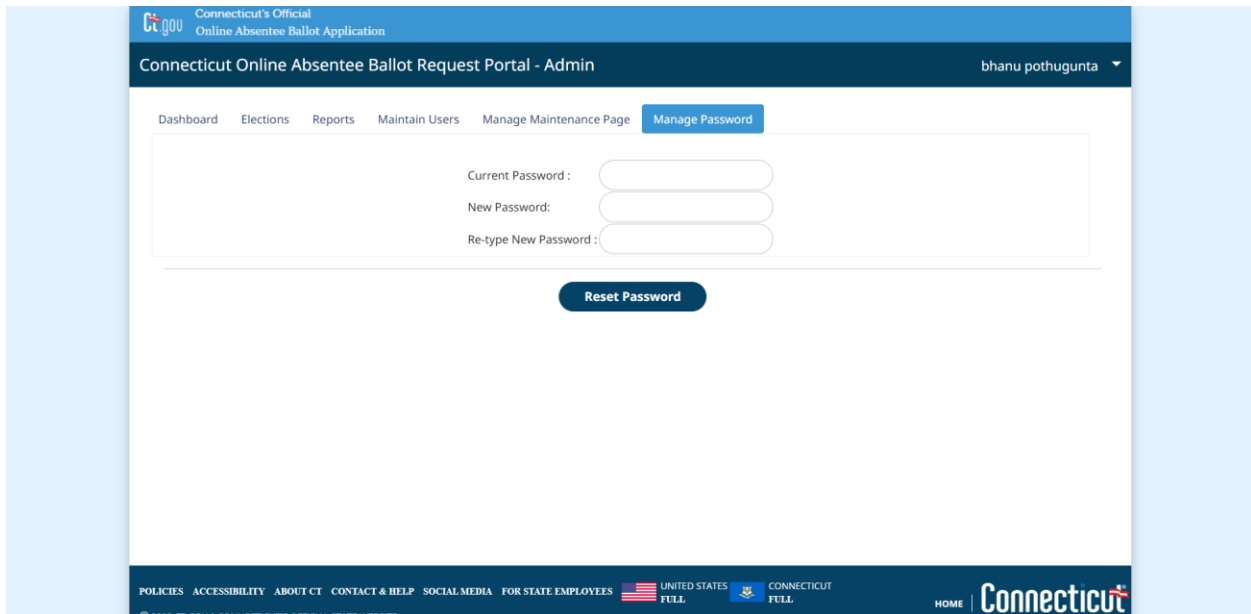 Ct.gov
Connecticut's Official
Online Absentee Ballot Application
Connecticut Online Absentee Ballot Request Portal - Admin
bhanu pothugunta
Dashboard Elections Reports Maintain Users Manage Maintenance Page Manage Password
Current Password :
New Password:
Re-type New Password :
Reset Password
POLICIES ACCESSIBILITY ABOUT CT CONTACT & HELP SOCIAL MEDIA FOR STATE EMPLOYEES
UNITED STATES
FULL
CONNECTICUT
FULL
HOME | Connecticut